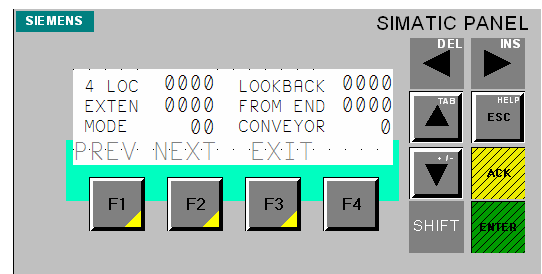 SIEMENS SIMATIC PANEL
DEL INS
4 LOC 0000 LOOKBACK 0000
EXTEN 0000 FROM END 0000
MODE 00 CONVEYOR 0
PREV NEXT EXIT
TAB HELP
ESC
+ / -
ACK
F1 F2 F3 F4
SHIFT ENTER